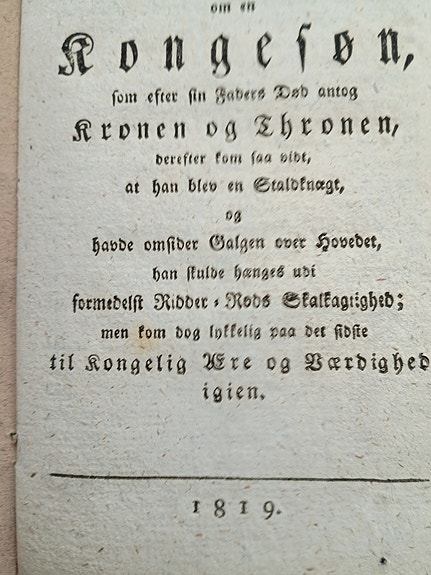 om en
Kongesøn,
som efter sin Faders Død antog
Kronen og Thronen,
derefter kom saa vidt,
at han blev en Staldknægt,
og
havde omsider Galgen over Hovedet,
han skulde hænges udi
formedelst Ridder-Røds Skalkagtighed;
men kom dog lykkelig paa det sidste
til Kongelig Ære og Værdighed
igien.
1819.